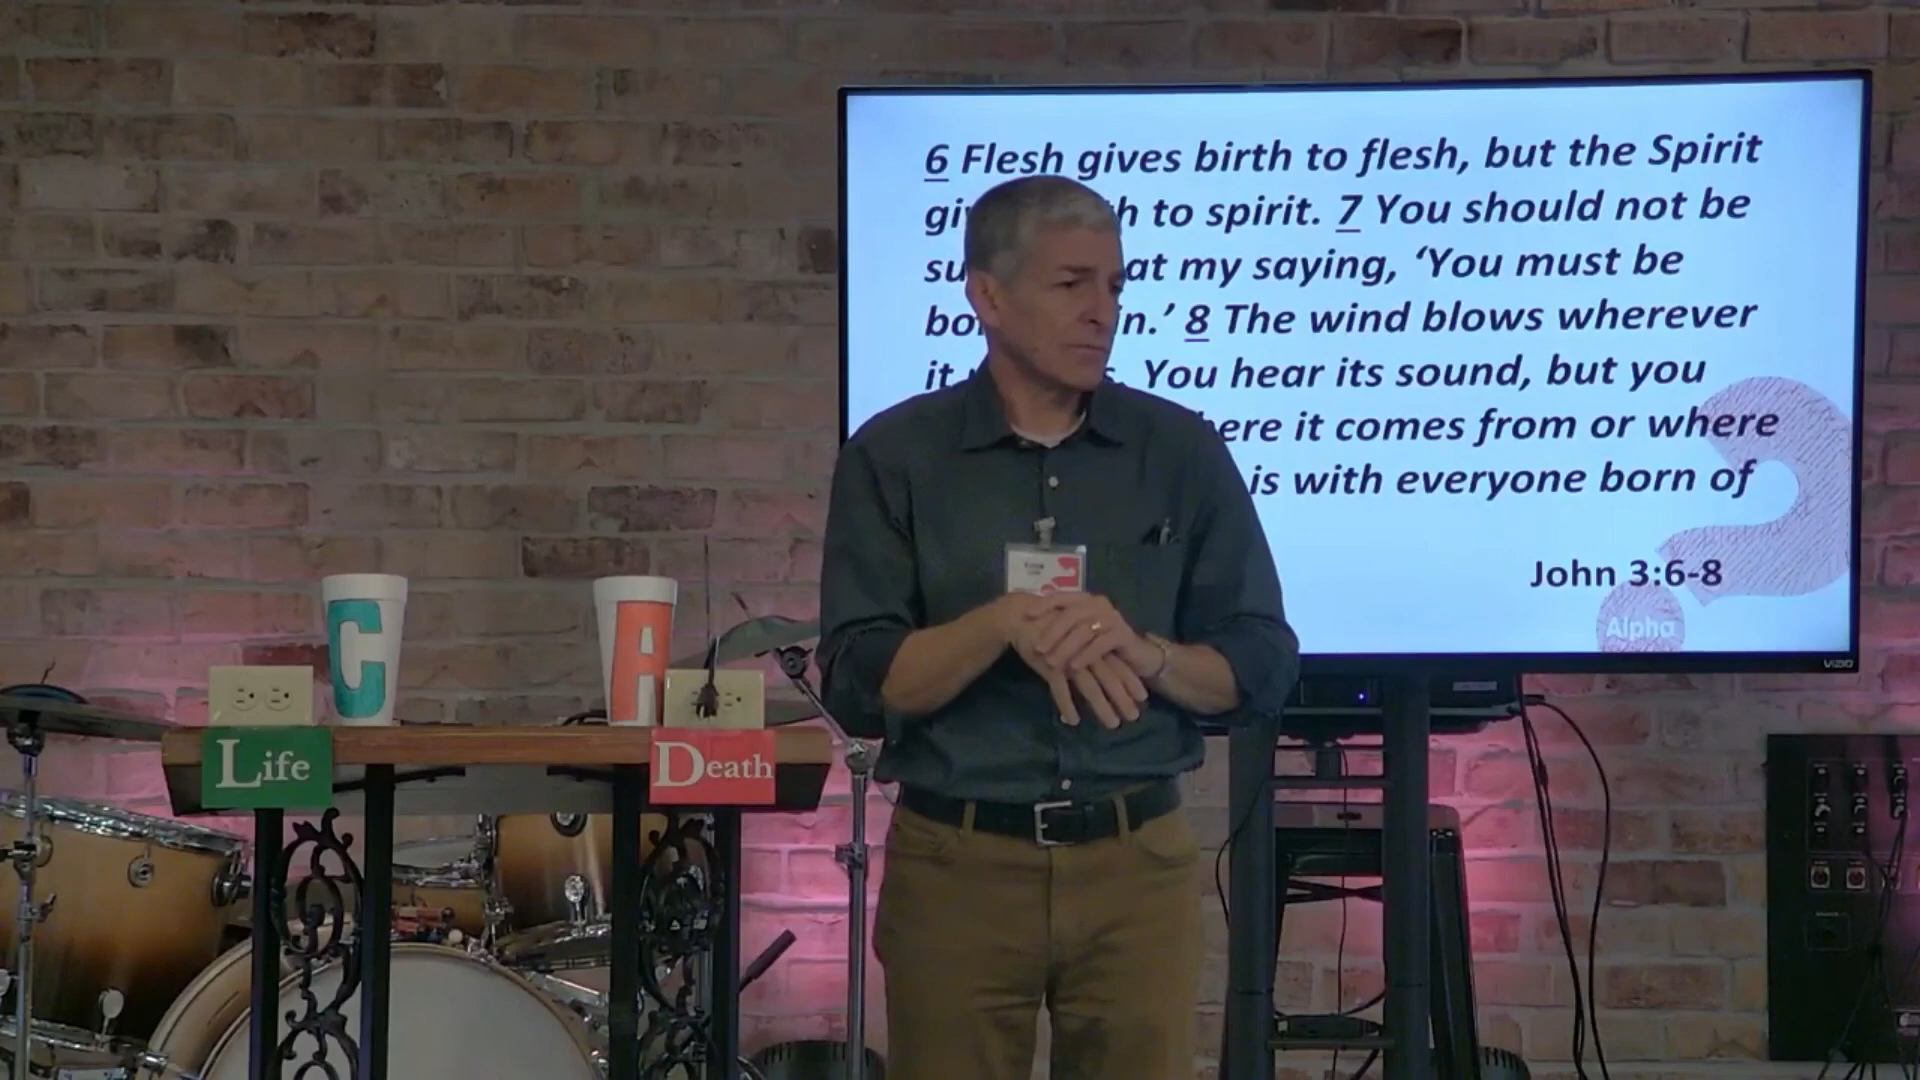 6 Flesh gives birth to flesh, but the Spirit
to spirit. 7 You should not be
my saying, ‘You must be
8 The wind blows wherever
it You hear its sound, but you
it comes from or where
is with everyone born of
John 3:6-8
Alpha
VIZIO
C
A
Life
Death